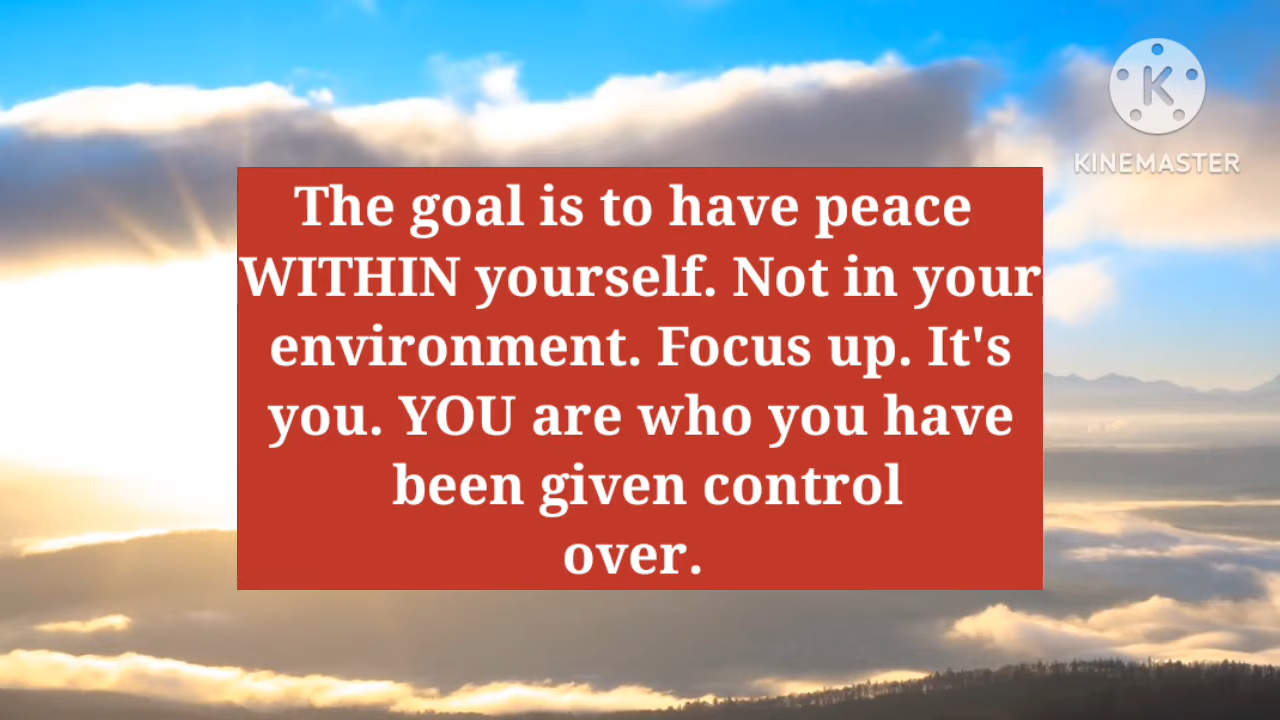 K
KINEMASTER
The goal is to have peace
WITHIN yourself. Not in your
environment. Focus up. It's
you. YOU are who you have
been given control
over.